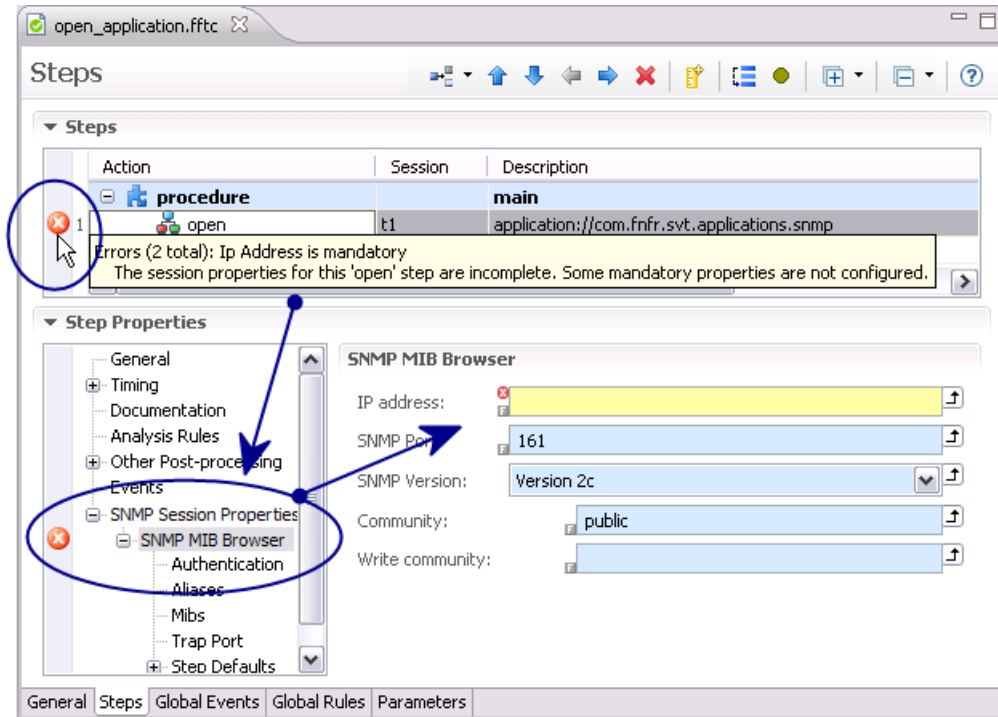 open_application.fftc
Steps
Steps
Action Session Description
procedure main
1 open t1 application://com.fnfr.svt.applications.snmp
Errors (2 total): Ip Address is mandatory
The session properties for this 'open' step are incomplete. Some mandatory properties are not configured.
Step Properties
General
Timing
Documentation
Analysis Rules
Other Post-processing
Events
SNMP Session Properties
SNMP MIB Browser
Authentication
Aliases
Mibs
Trap Port
Step Defaults
SNMP MIB Browser
IP address:
SNMP Port: 161
SNMP Version: Version 2c
Community: public
Write community:
General Steps Global Events Global Rules Parameters